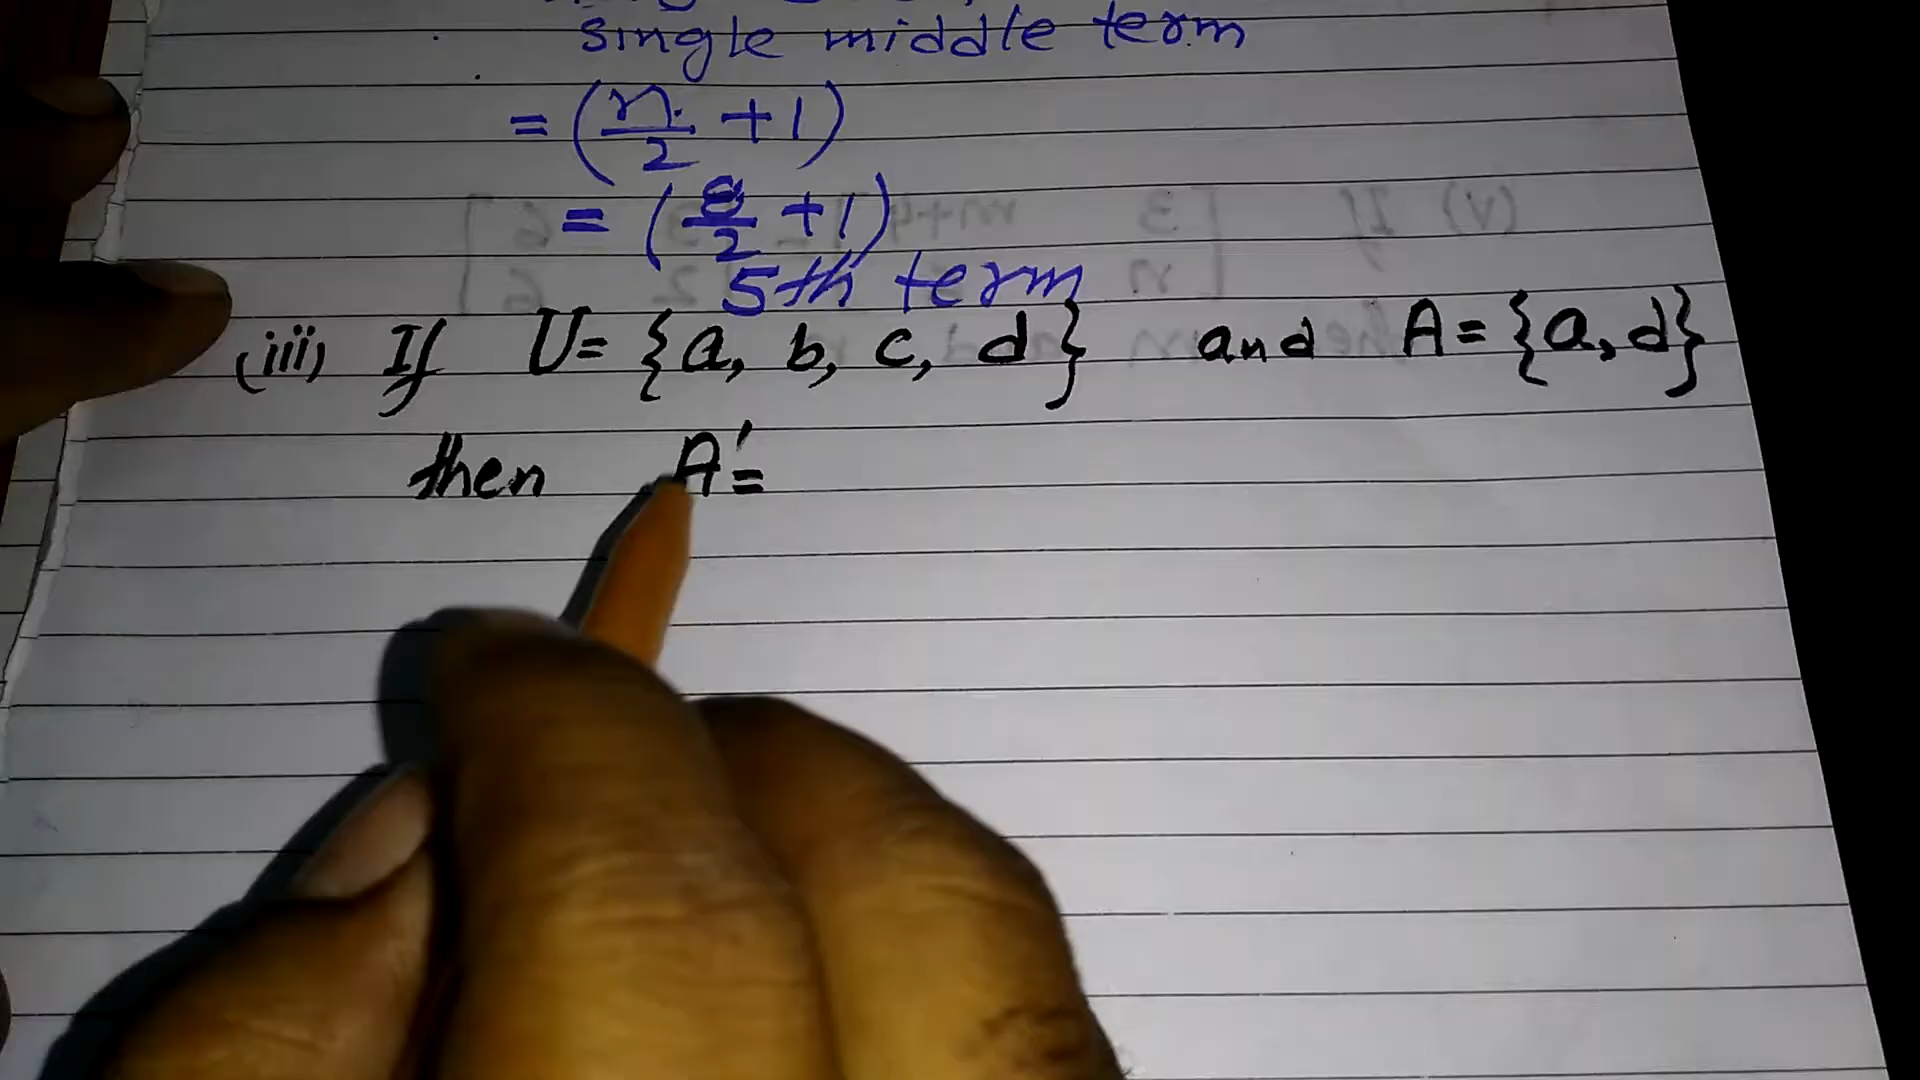 single middle term
= (n/2 + 1)
= (8/2 + 1)
5th term
(iii) If U= {a, b, c, d} and A = {a, d}
then A'=